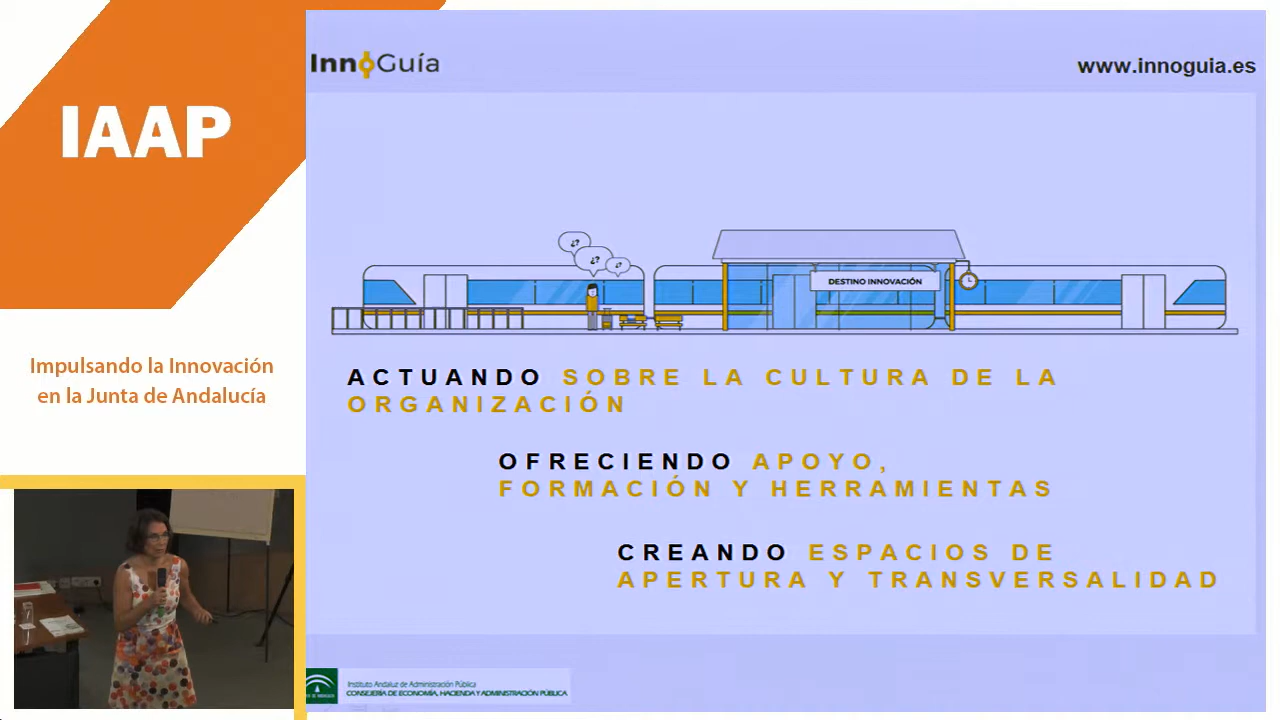 IAAP
Impulsando la Innovación
en la Junta de Andalucía
InnoGuía
www.innoguia.es
DESTINO INNOVACIÓN
ACTUANDO SOBRE LA CULTURA DE LA
ORGANIZACIÓN
OFRECIENDO APOYO,
FORMACIÓN Y HERRAMIENTAS
CREANDO ESPACIOS DE
APERTURA Y TRANSVERSALIDAD
Instituto Andaluz de Administración Pública
CONSEJERÍA DE ECONOMÍA, HACIENDA Y ADMINISTRACIÓN PÚBLICA